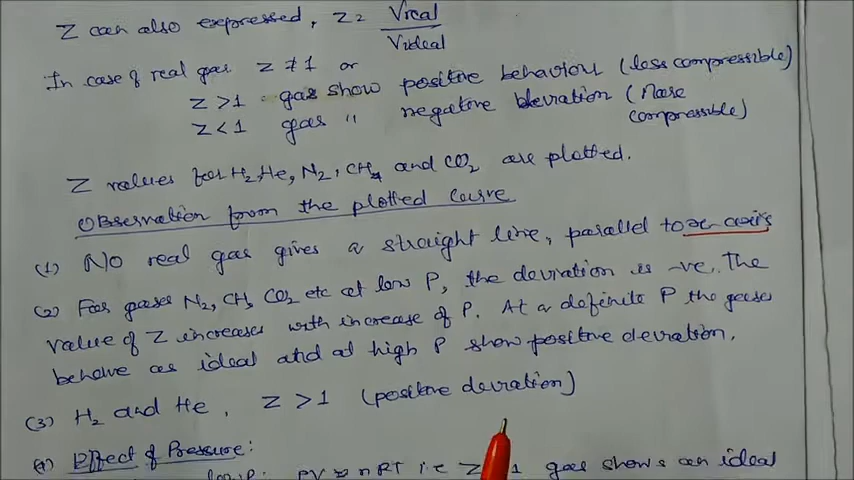 Z can also expressed, Z = Vreal / Videal
In case of real gas Z ≠ 1 or
Z > 1 gas show positive behaviour (less compressible)
Z < 1 gas " negative deviation (More compressible)
Z values for H2, He, N2, CH4 and CO2 are plotted.
Observation from the plotted curve
(1) No real gas gives a straight line, parallel to x-axis
(2) For gases N2, CH4 CO2 etc at low P, the deviation is -ve. The
value of Z increases with increase of P. At a definite P the gases
behave as ideal and at high P show positive deviation.
(3) H2 and He, Z > 1 (positive deviation)
Effect of Pressure:
low P: PV = nRT i.e Z 1 gas shows an ideal